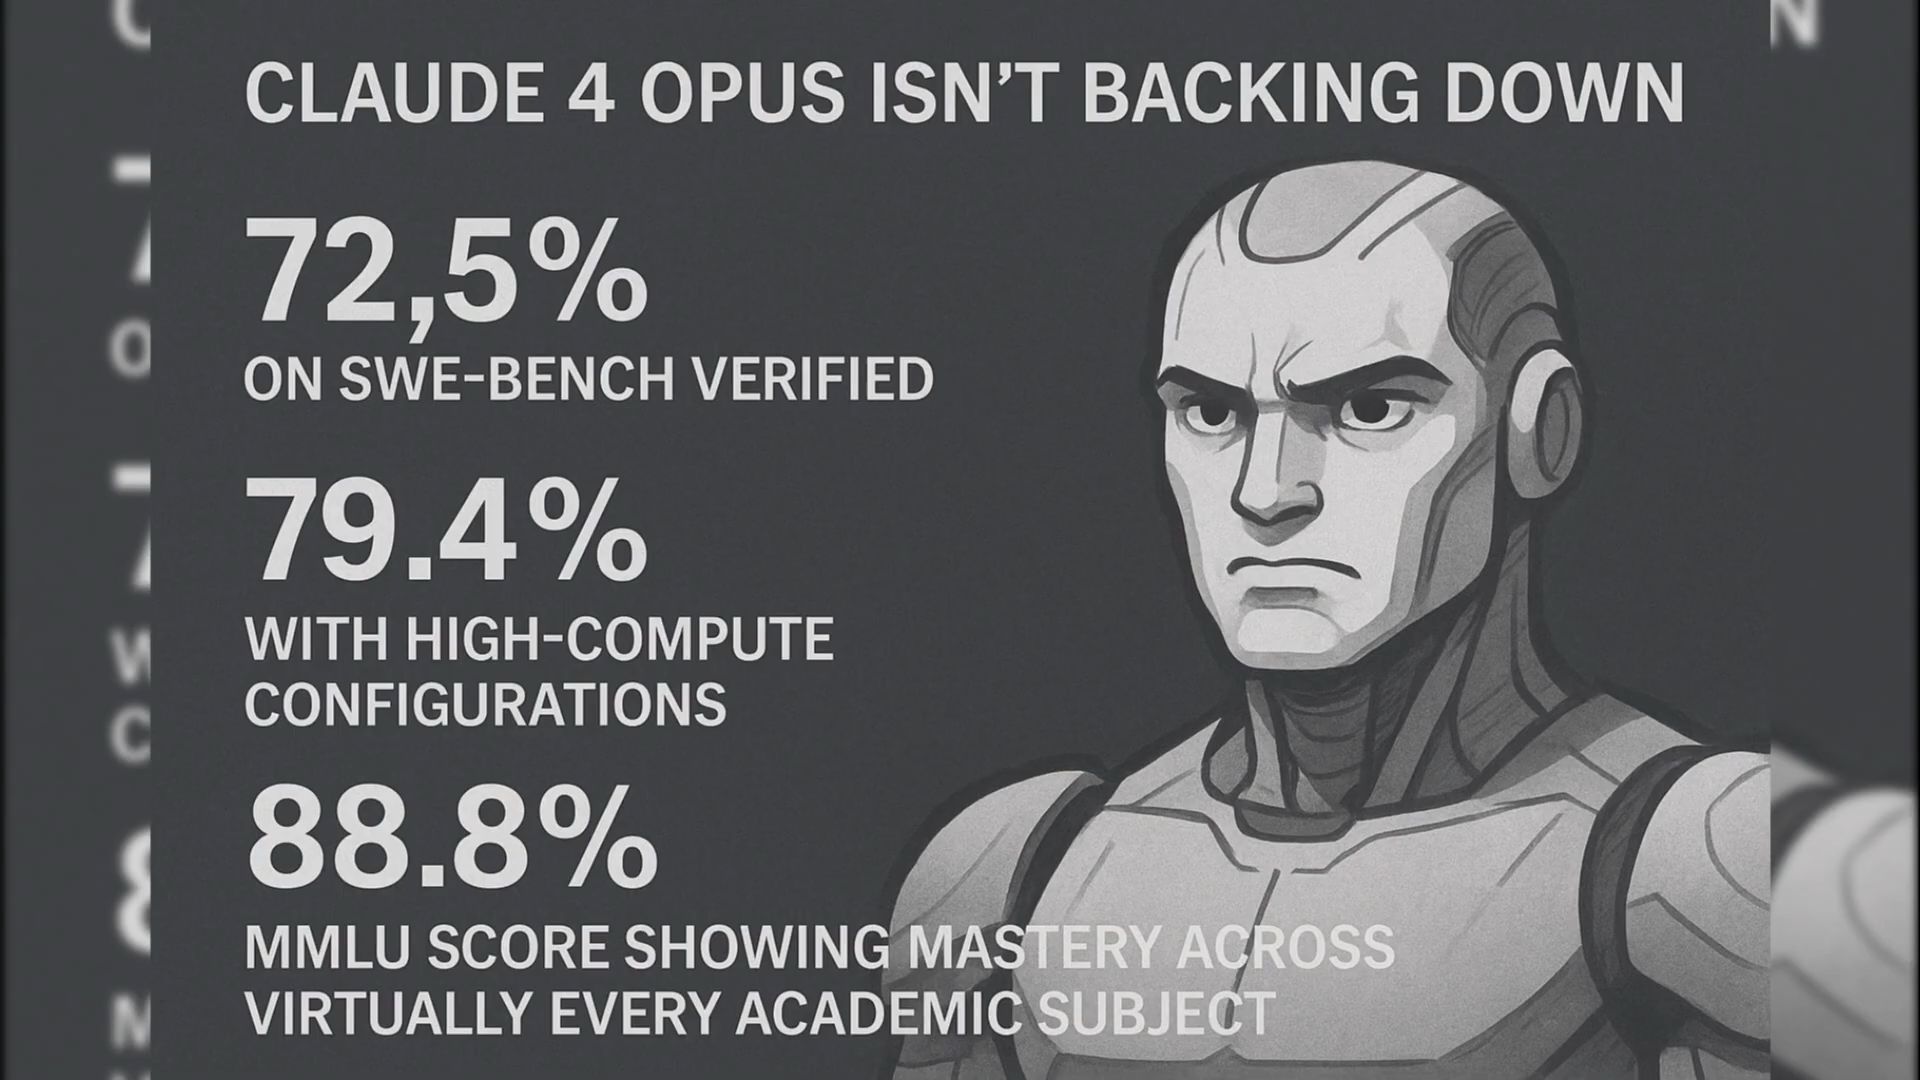 CLAUDE 4 OPUS ISN'T BACKING DOWN
72,5%
ON SWE-BENCH VERIFIED
79.4%
WITH HIGH-COMPUTE
CONFIGURATIONS
88.8%
MMLU SCORE SHOWING MASTERY ACROSS
VIRTUALLY EVERY ACADEMIC SUBJECT